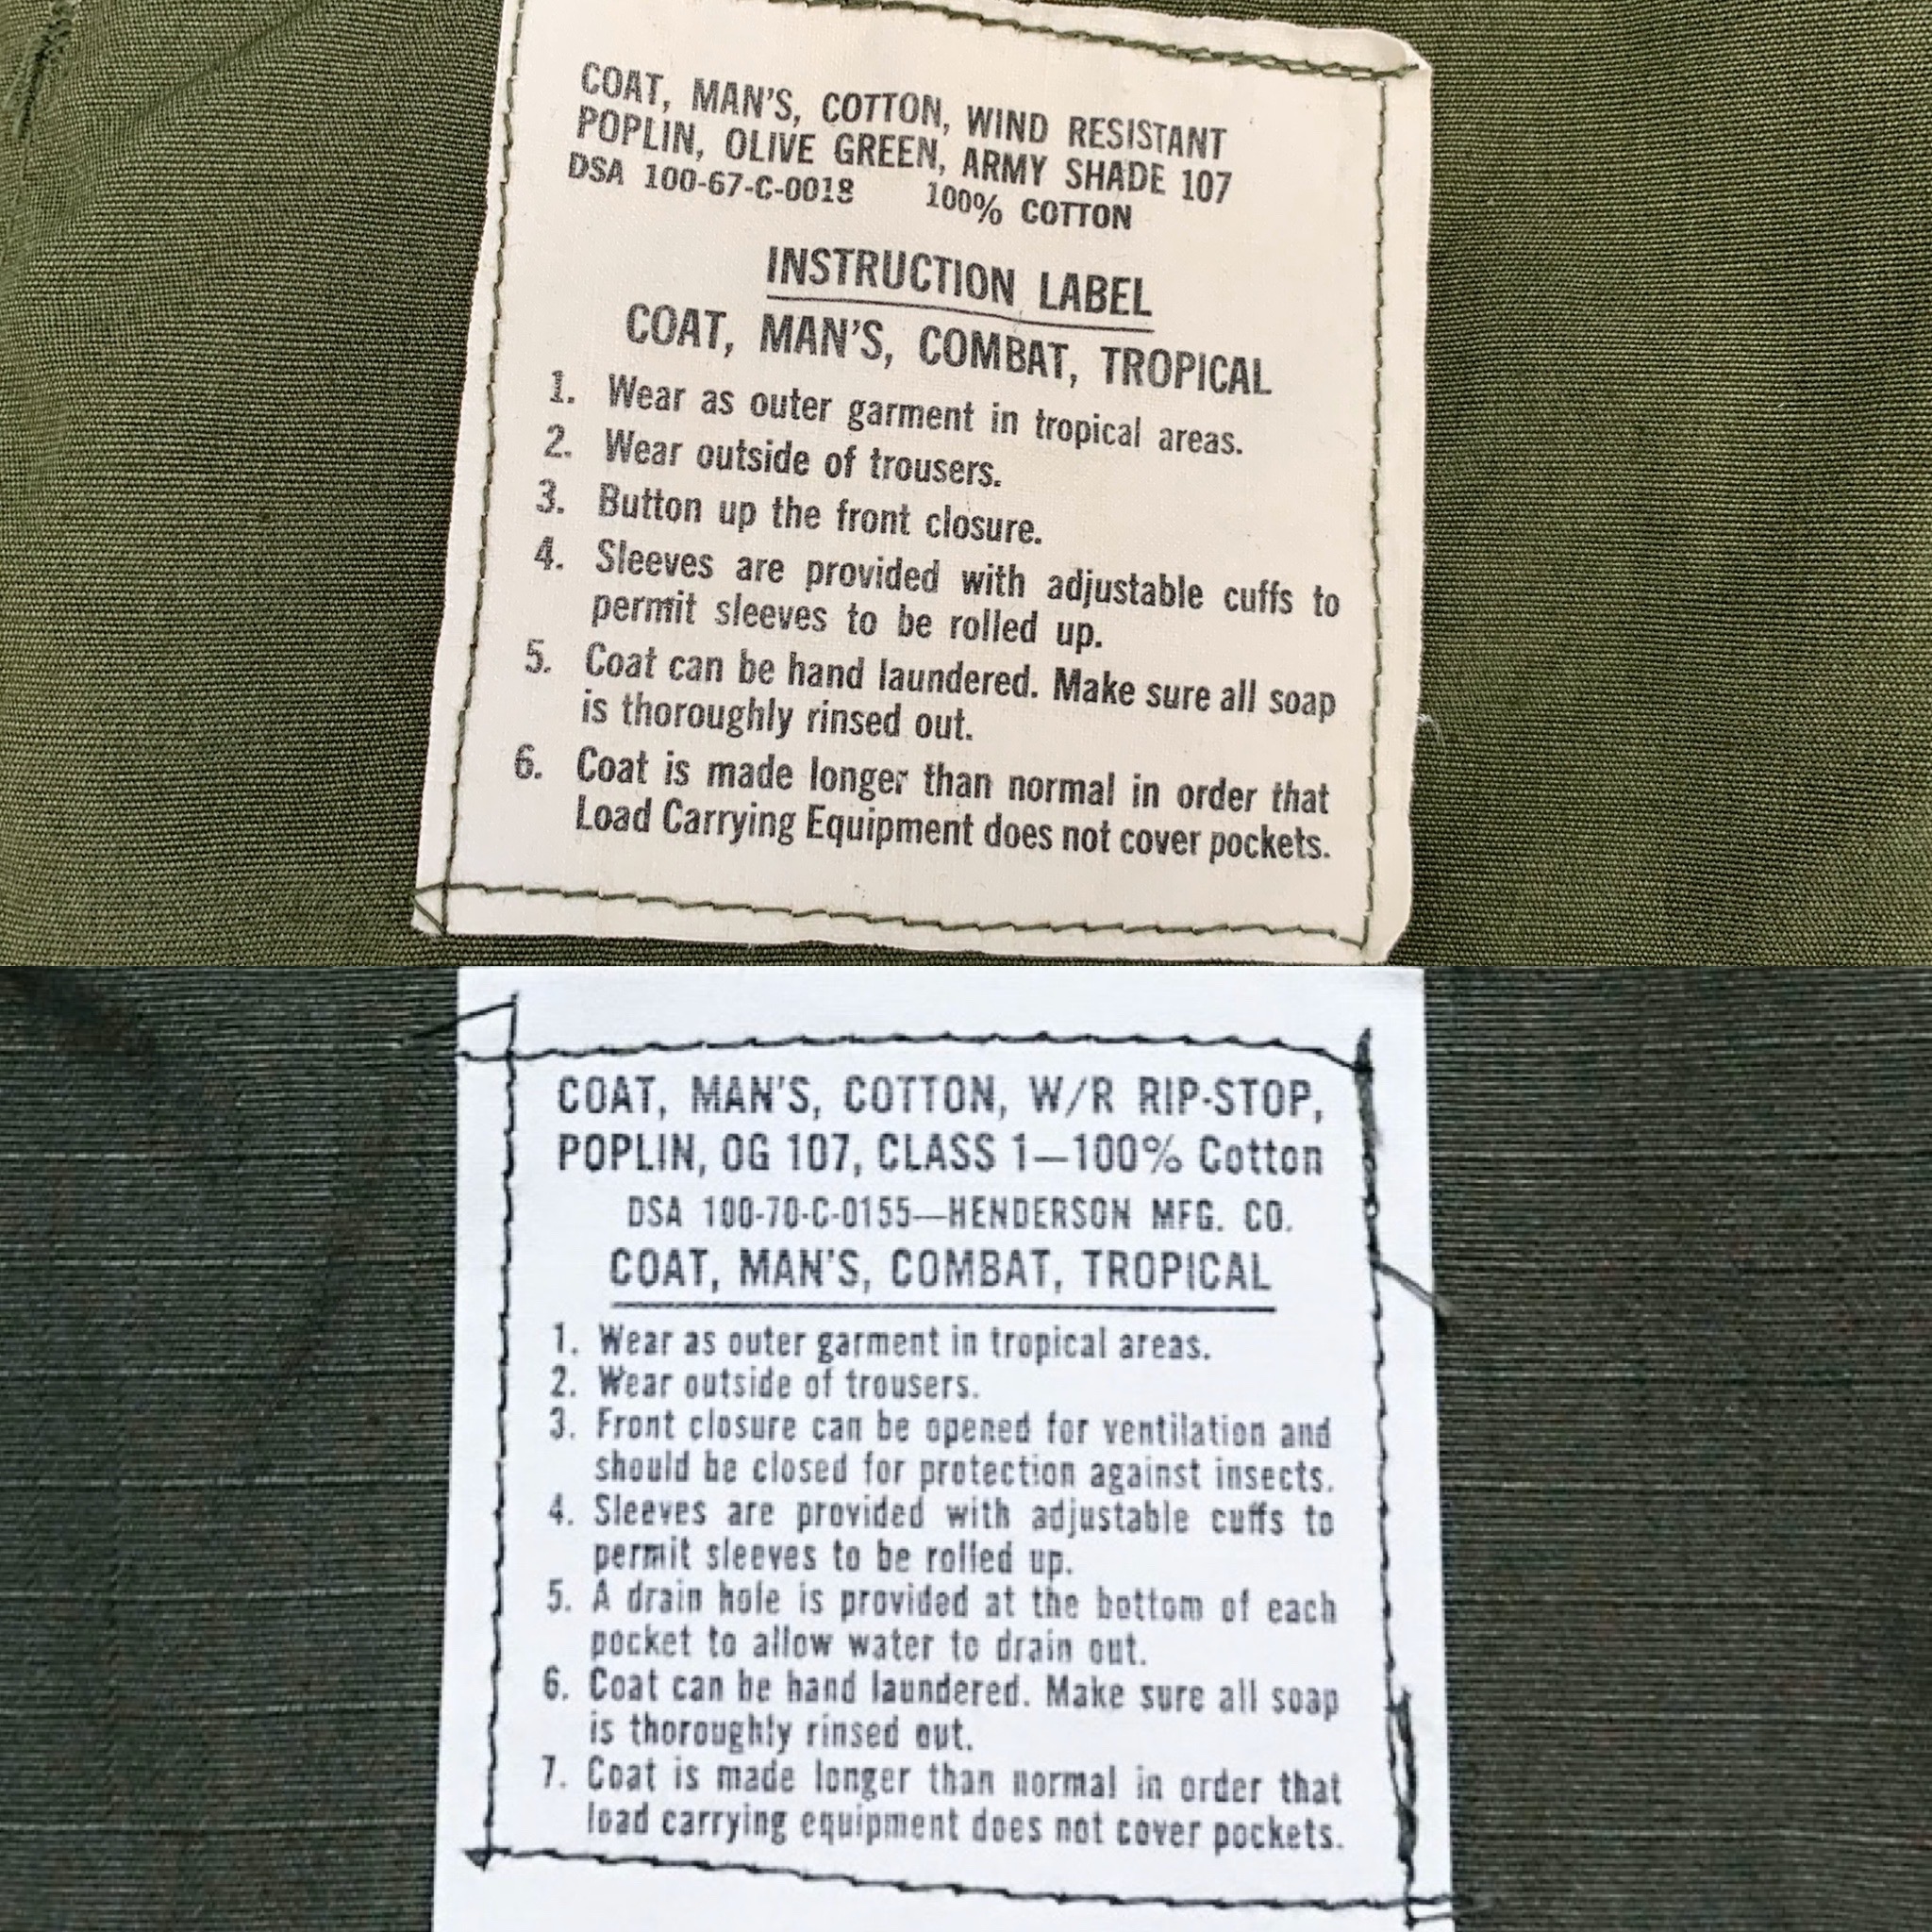 COAT, MAN'S, COTTON, WIND RESISTANT
POPLIN, OLIVE GREEN, ARMY SHADE 107
DSA 100-67-C-0018 100% COTTON
INSTRUCTION LABEL
COAT, MAN'S, COMBAT, TROPICAL
1. Wear as outer garment in tropical areas.
2. Wear outside of trousers.
3. Button up the front closure.
4. Sleeves are provided with adjustable cuffs to
permit sleeves to be rolled up.
5. Coat can be hand laundered. Make sure all soap
is thoroughly rinsed out.
6. Coat is made longer than normal in order that
Load Carrying Equipment does not cover pockets.
COAT, MAN'S, COTTON, W/R RIP-STOP,
POPLIN, OG 107, CLASS 1—100% Cotton
DSA 100-70-C-0155—HENDERSON MFG. CO.
COAT, MAN'S, COMBAT, TROPICAL
1. Wear as outer garment in tropical areas.
2. Wear outside of trousers.
3. Front closure can be opened for ventilation and
should be closed for protection against insects.
4. Sleeves are provided with adjustable cuffs to
permit sleeves to be rolled up.
5. A drain hole is provided at the bottom of each
pocket to allow water to drain out.
6. Coat can be hand laundered. Make sure all soap
is thoroughly rinsed out.
7. Coat is made longer than normal in order that
load carrying equipment does not cover pockets.